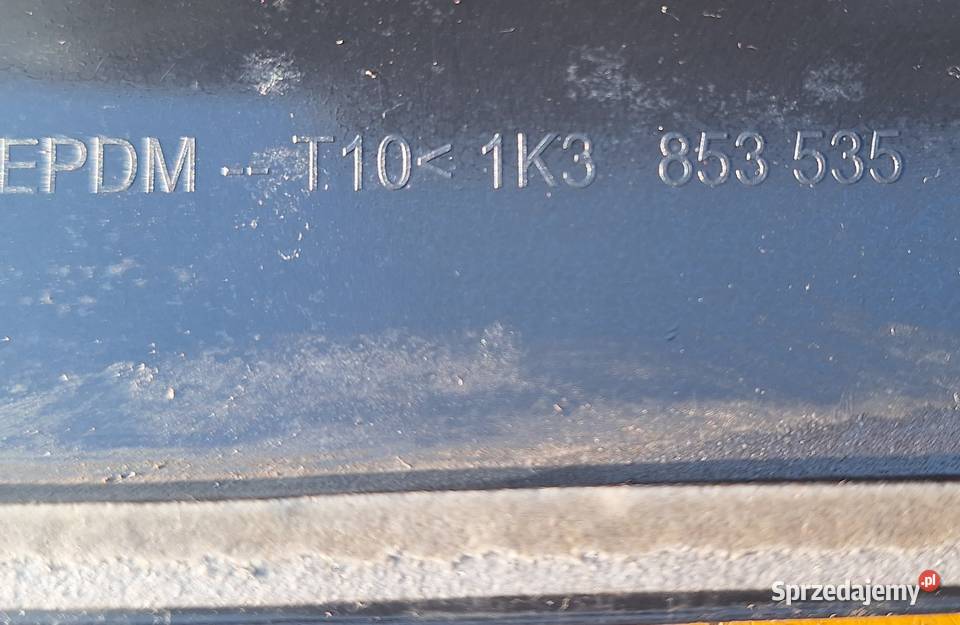 EPDM -- T10< 1K3 853 535
Sprzedajemy.pl